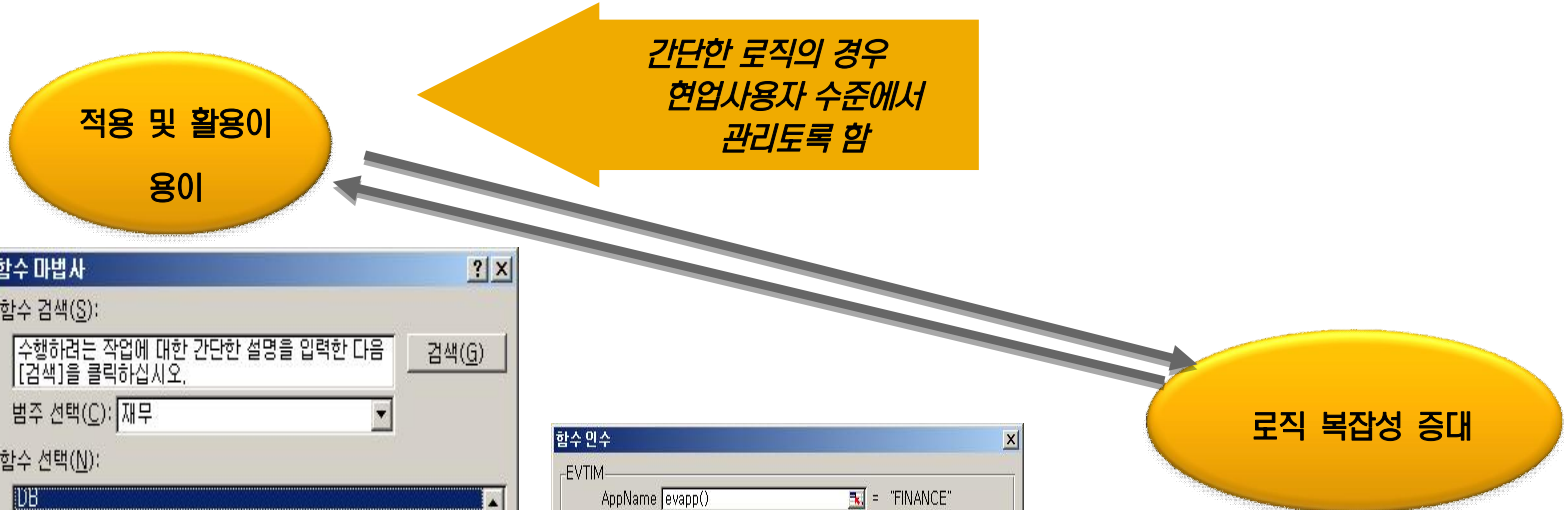 간단한 로직의 경우
현업사용자 수준에서
관리토록 함
적용 및 활용이
용이
함수 마법사
함수 검색(S):
수행하려는 작업에 대한 간단한 설명을 입력한 다음
[검색]을 클릭하십시오.
검색(G)
범주 선택(C): 재무
함수 선택(N):
DB
함수 인수
EVTIM
AppName evapp() = "FINANCE"
로직 복잡성 증대